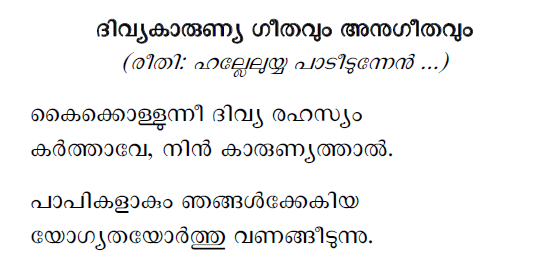 ദിവ്യകാരുണ്യ ഗീതവും അനുഗീതവും
(രീതി: ഹല്ലേലുയ്യ പാടീടുന്നേൻ ...)
കൈക്കൊള്ളുന്നീ ദിവ്യ രഹസ്യം
കർത്താവേ, നിൻ കാരുണ്യത്താൽ.
പാപികളാകും ഞങ്ങൾക്കേകിയ
യോഗ്യതയോർത്തു വണങ്ങീടുന്നു.